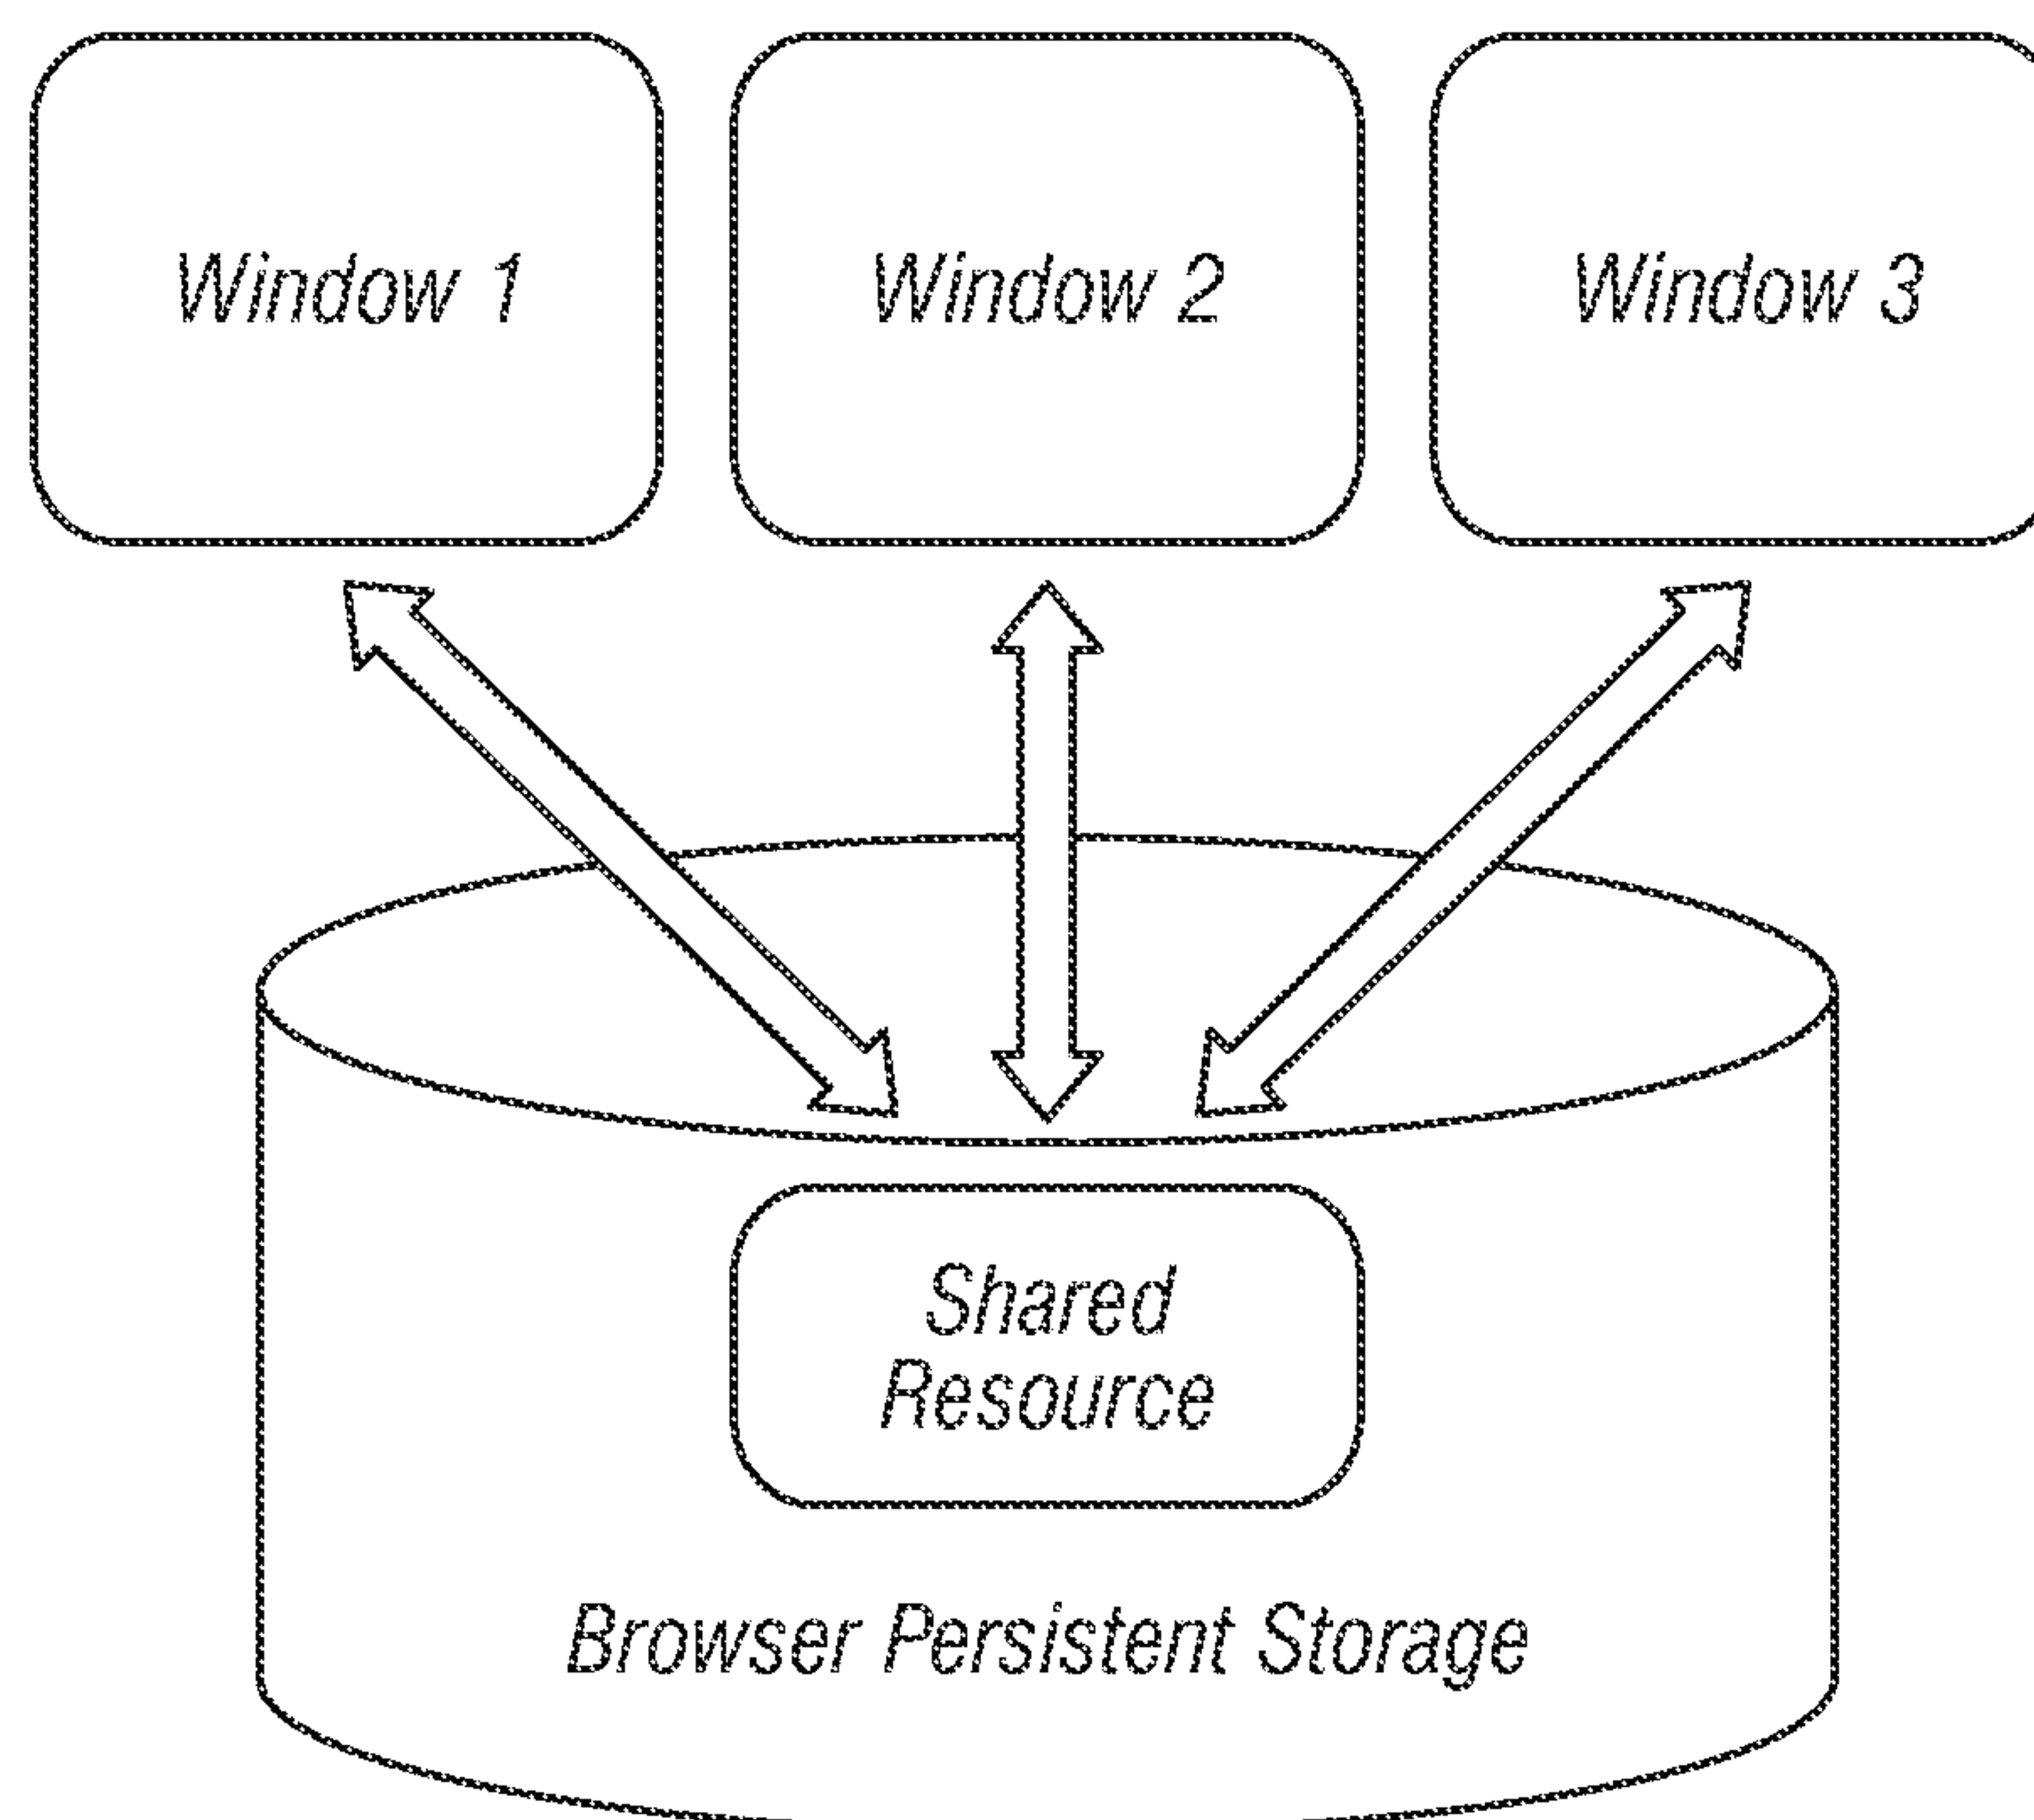 Window 1
Window 2
Window 3
Shared
Resource
Browser Persistent Storage